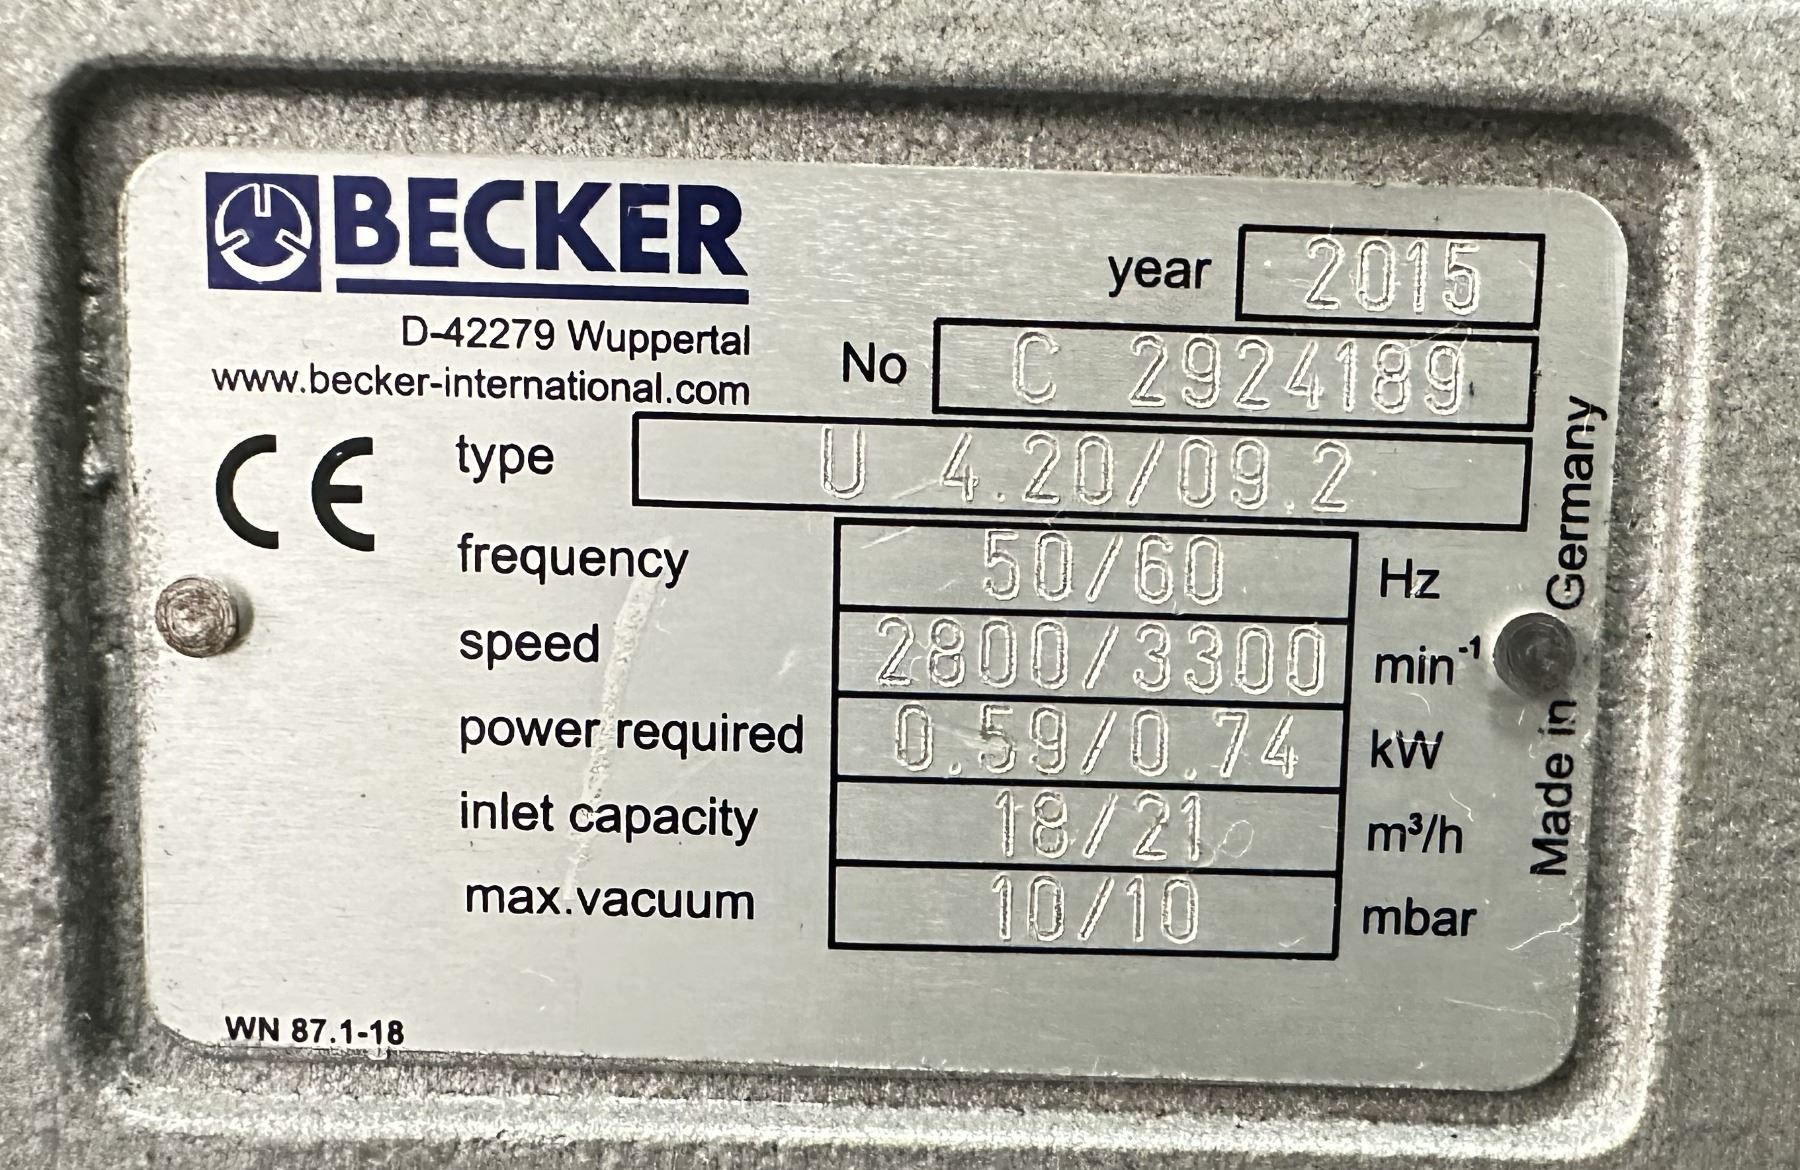 BECKER
D-42279 Wuppertal
www.becker-international.com
year 2015
No C 2924189
CE
type U 4.20/09.2
frequency 50/60 Hz
speed 2800/3300 min⁻¹
power required 0.59/0.74 kW
inlet capacity 18/21 m³/h
max.vacuum 10/10 mbar
Made in Germany
WN 87.1-18